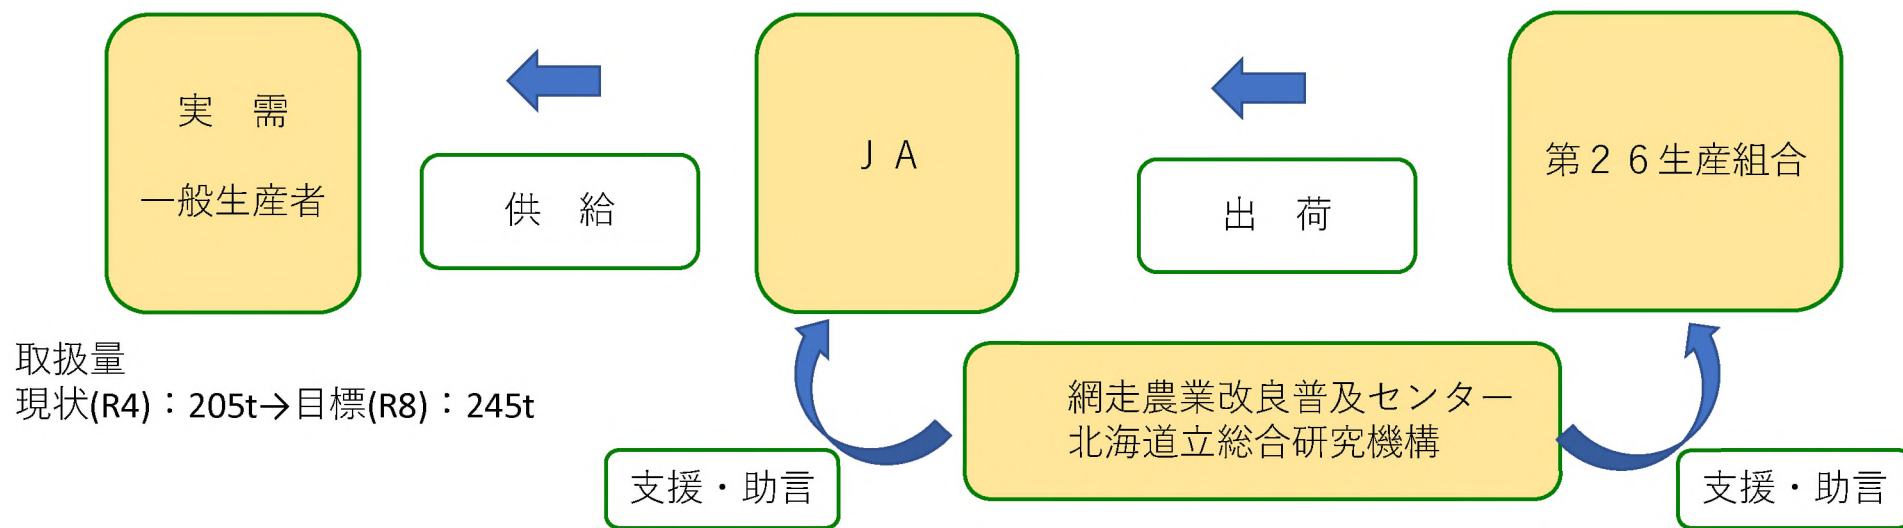 実　需
一般生産者
供　給
ＪＡ
出　荷
第２６生産組合
取扱量
現状(R4)：205t→目標(R8)：245t
網走農業改良普及センター
北海道立総合研究機構
支援・助言
支援・助言